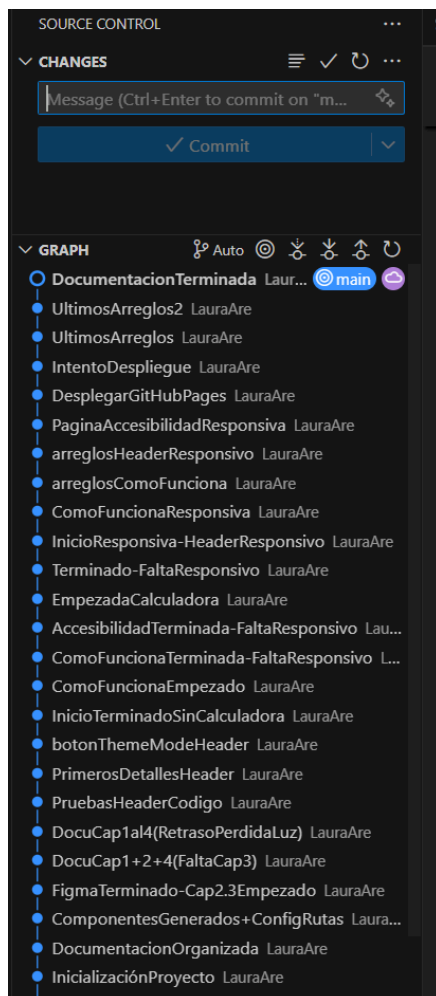 SOURCE CONTROL
CHANGES
Message (Ctrl+Enter to commit on "m...
Commit
GRAPH Auto
DocumentacionTerminada Laur... main
UltimosArreglos2 LauraAre
UltimosArreglos LauraAre
IntentoDespliegue LauraAre
DesplegarGitHubPages LauraAre
PaginaAccesibilidadResponsiva LauraAre
arreglosHeaderResponsivo LauraAre
arreglosComoFunciona LauraAre
ComoFuncionaResponsiva LauraAre
InicioResponsiva-HeaderResponsivo LauraAre
Terminado-FaltaResponsivo LauraAre
EmpezadaCalculadora LauraAre
AccesibilidadTerminada-FaltaResponsivo Lau...
ComoFuncionaTerminada-FaltaResponsivo L...
ComoFuncionaEmpezado LauraAre
InicioTerminadoSinCalculadora LauraAre
botonThemeModeHeader LauraAre
PrimerosDetallesHeader LauraAre
PruebasHeaderCodigo LauraAre
DocuCap1al4(RetrasoPerdidaLuz) LauraAre
DocuCap1+2+4(FaltaCap3) LauraAre
FigmaTerminado-Cap2.3Empezado LauraAre
ComponentesGenerados+ConfigRutas Laura...
DocumentacionOrganizada LauraAre
InicializaciónProyecto LauraAre